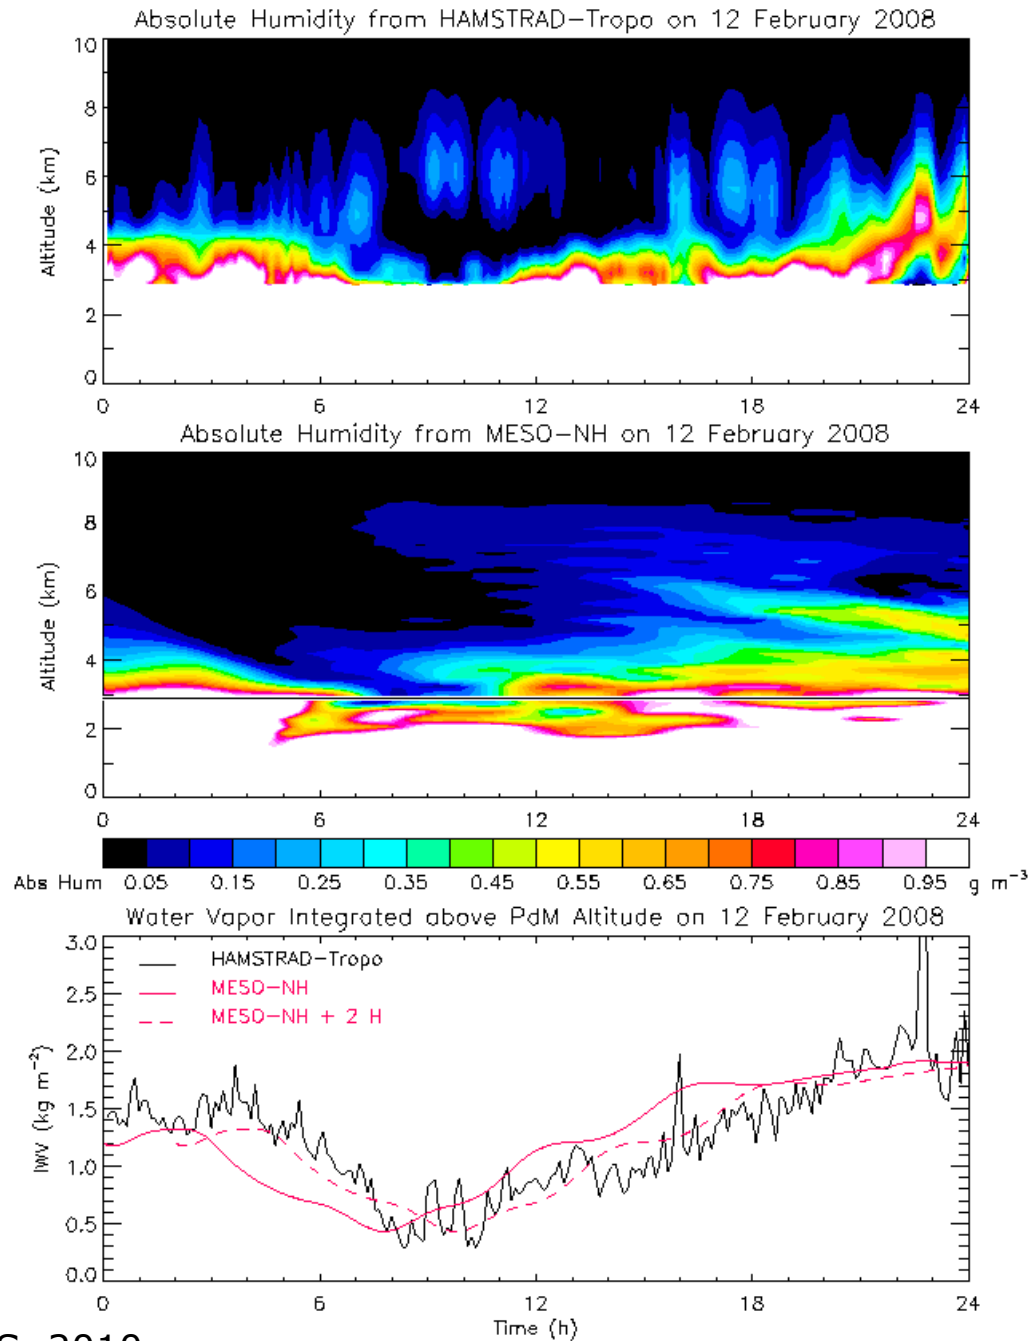 Absolute Humidity from HAMSTRAD-Tropo on 12 February 2008
10
8
6
4
2
0
Altitude (km)
0 6 12 18 24
Absolute Humidity from MESO-NH on 12 February 2008
10
8
6
4
2
0
Altitude (km)
0 6 12 18 24
Abs Hum 0.05 0.15 0.25 0.35 0.45 0.55 0.65 0.75 0.85 0.95 g m⁻³
Water Vapor Integrated above PdM Altitude on 12 February 2008
3.0
2.5
2.0
1.5
1.0
0.5
0.0
IWV (kg m⁻²)
HAMSTRAD-Tropo
MESO-NH
MESO-NH + 2 H
0 6 12 18 24
Time (h)